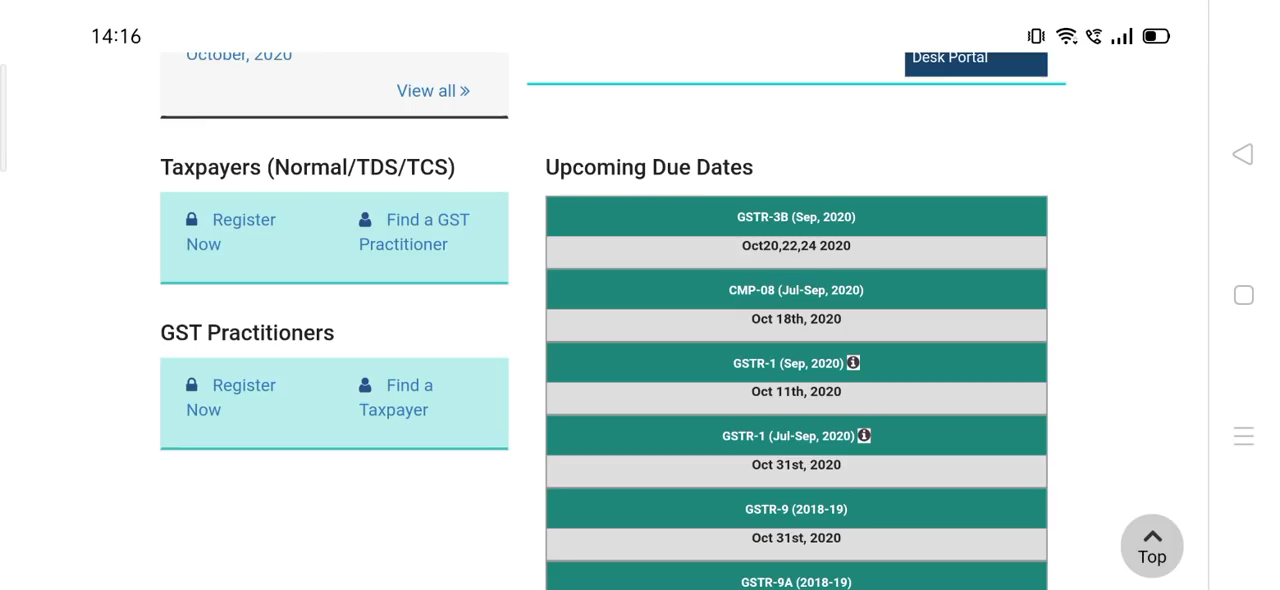 14:16
October, 2020
View all »
Desk Portal
Taxpayers (Normal/TDS/TCS)
Register Now
Find a GST Practitioner
GST Practitioners
Register Now
Find a Taxpayer
Upcoming Due Dates
GSTR-3B (Sep, 2020)
Oct20,22,24 2020
CMP-08 (Jul-Sep, 2020)
Oct 18th, 2020
GSTR-1 (Sep, 2020)
Oct 11th, 2020
GSTR-1 (Jul-Sep, 2020)
Oct 31st, 2020
GSTR-9 (2018-19)
Oct 31st, 2020
GSTR-9A (2018-19)
Top